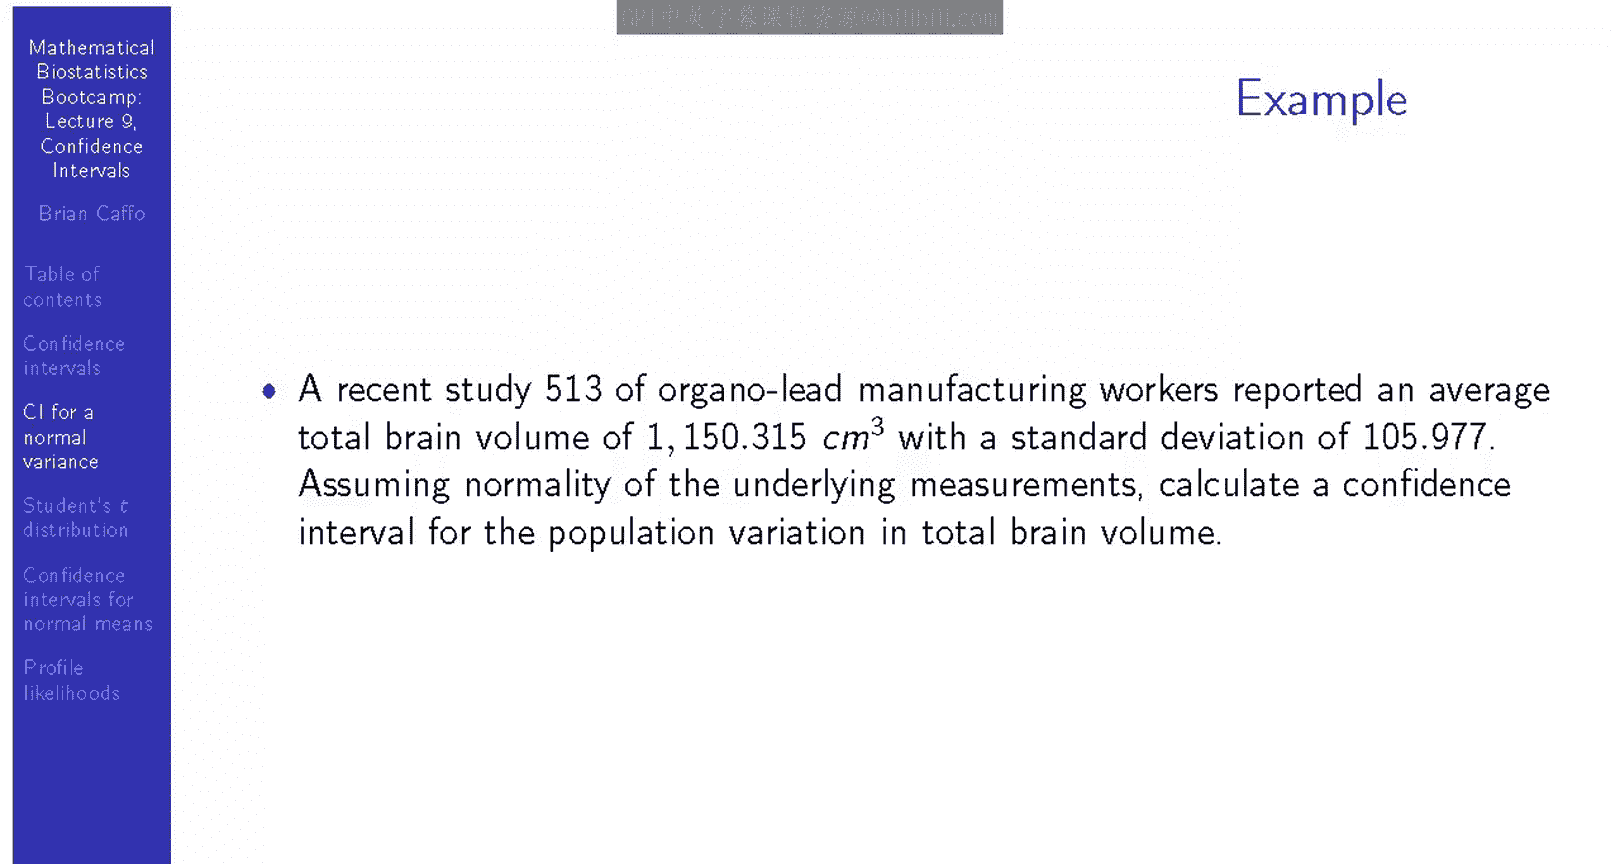 Mathematical
Biostatistics
Bootcamp:
Lecture 9,
Confidence
Intervals
Brian Caffo
Table of
contents
Confidence
intervals
CI for a
normal
variance
Student's t
distribution
Confidence
intervals for
normal means
Profile
likelihoods
Example
• A recent study 513 of organo-lead manufacturing workers reported an average
total brain volume of 1,150.315 cm³ with a standard deviation of 105.977.
Assuming normality of the underlying measurements, calculate a confidence
interval for the population variation in total brain volume.